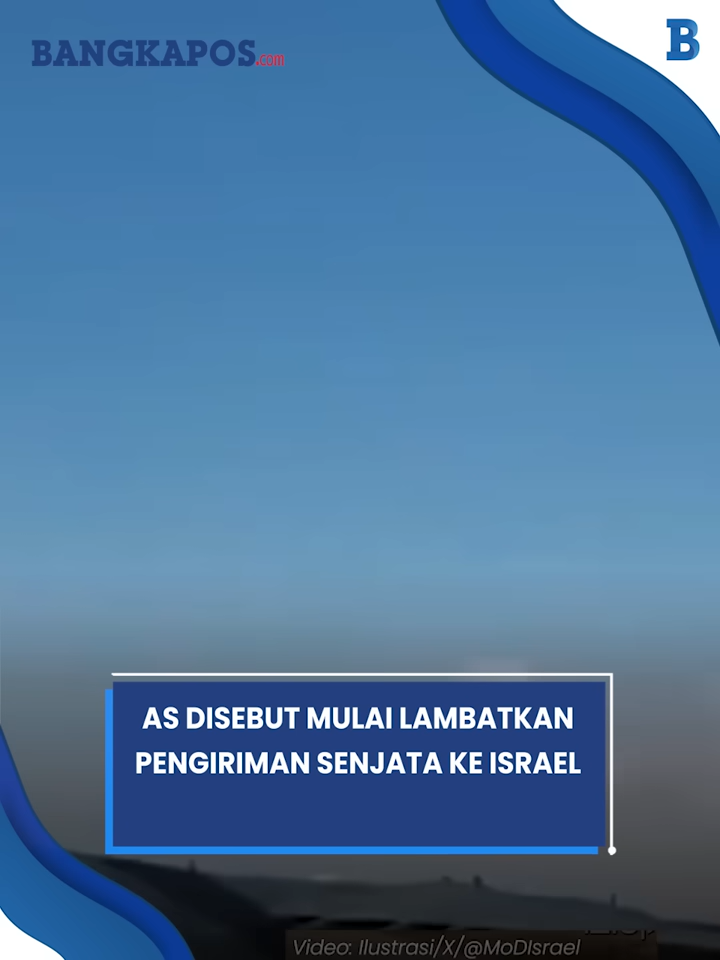 BANGKAPOS.com
B
AS DISEBUT MULAI LAMBATKAN
PENGIRIMAN SENJATA KE ISRAEL
Video: Ilustrasi/X/@MoDIsrael